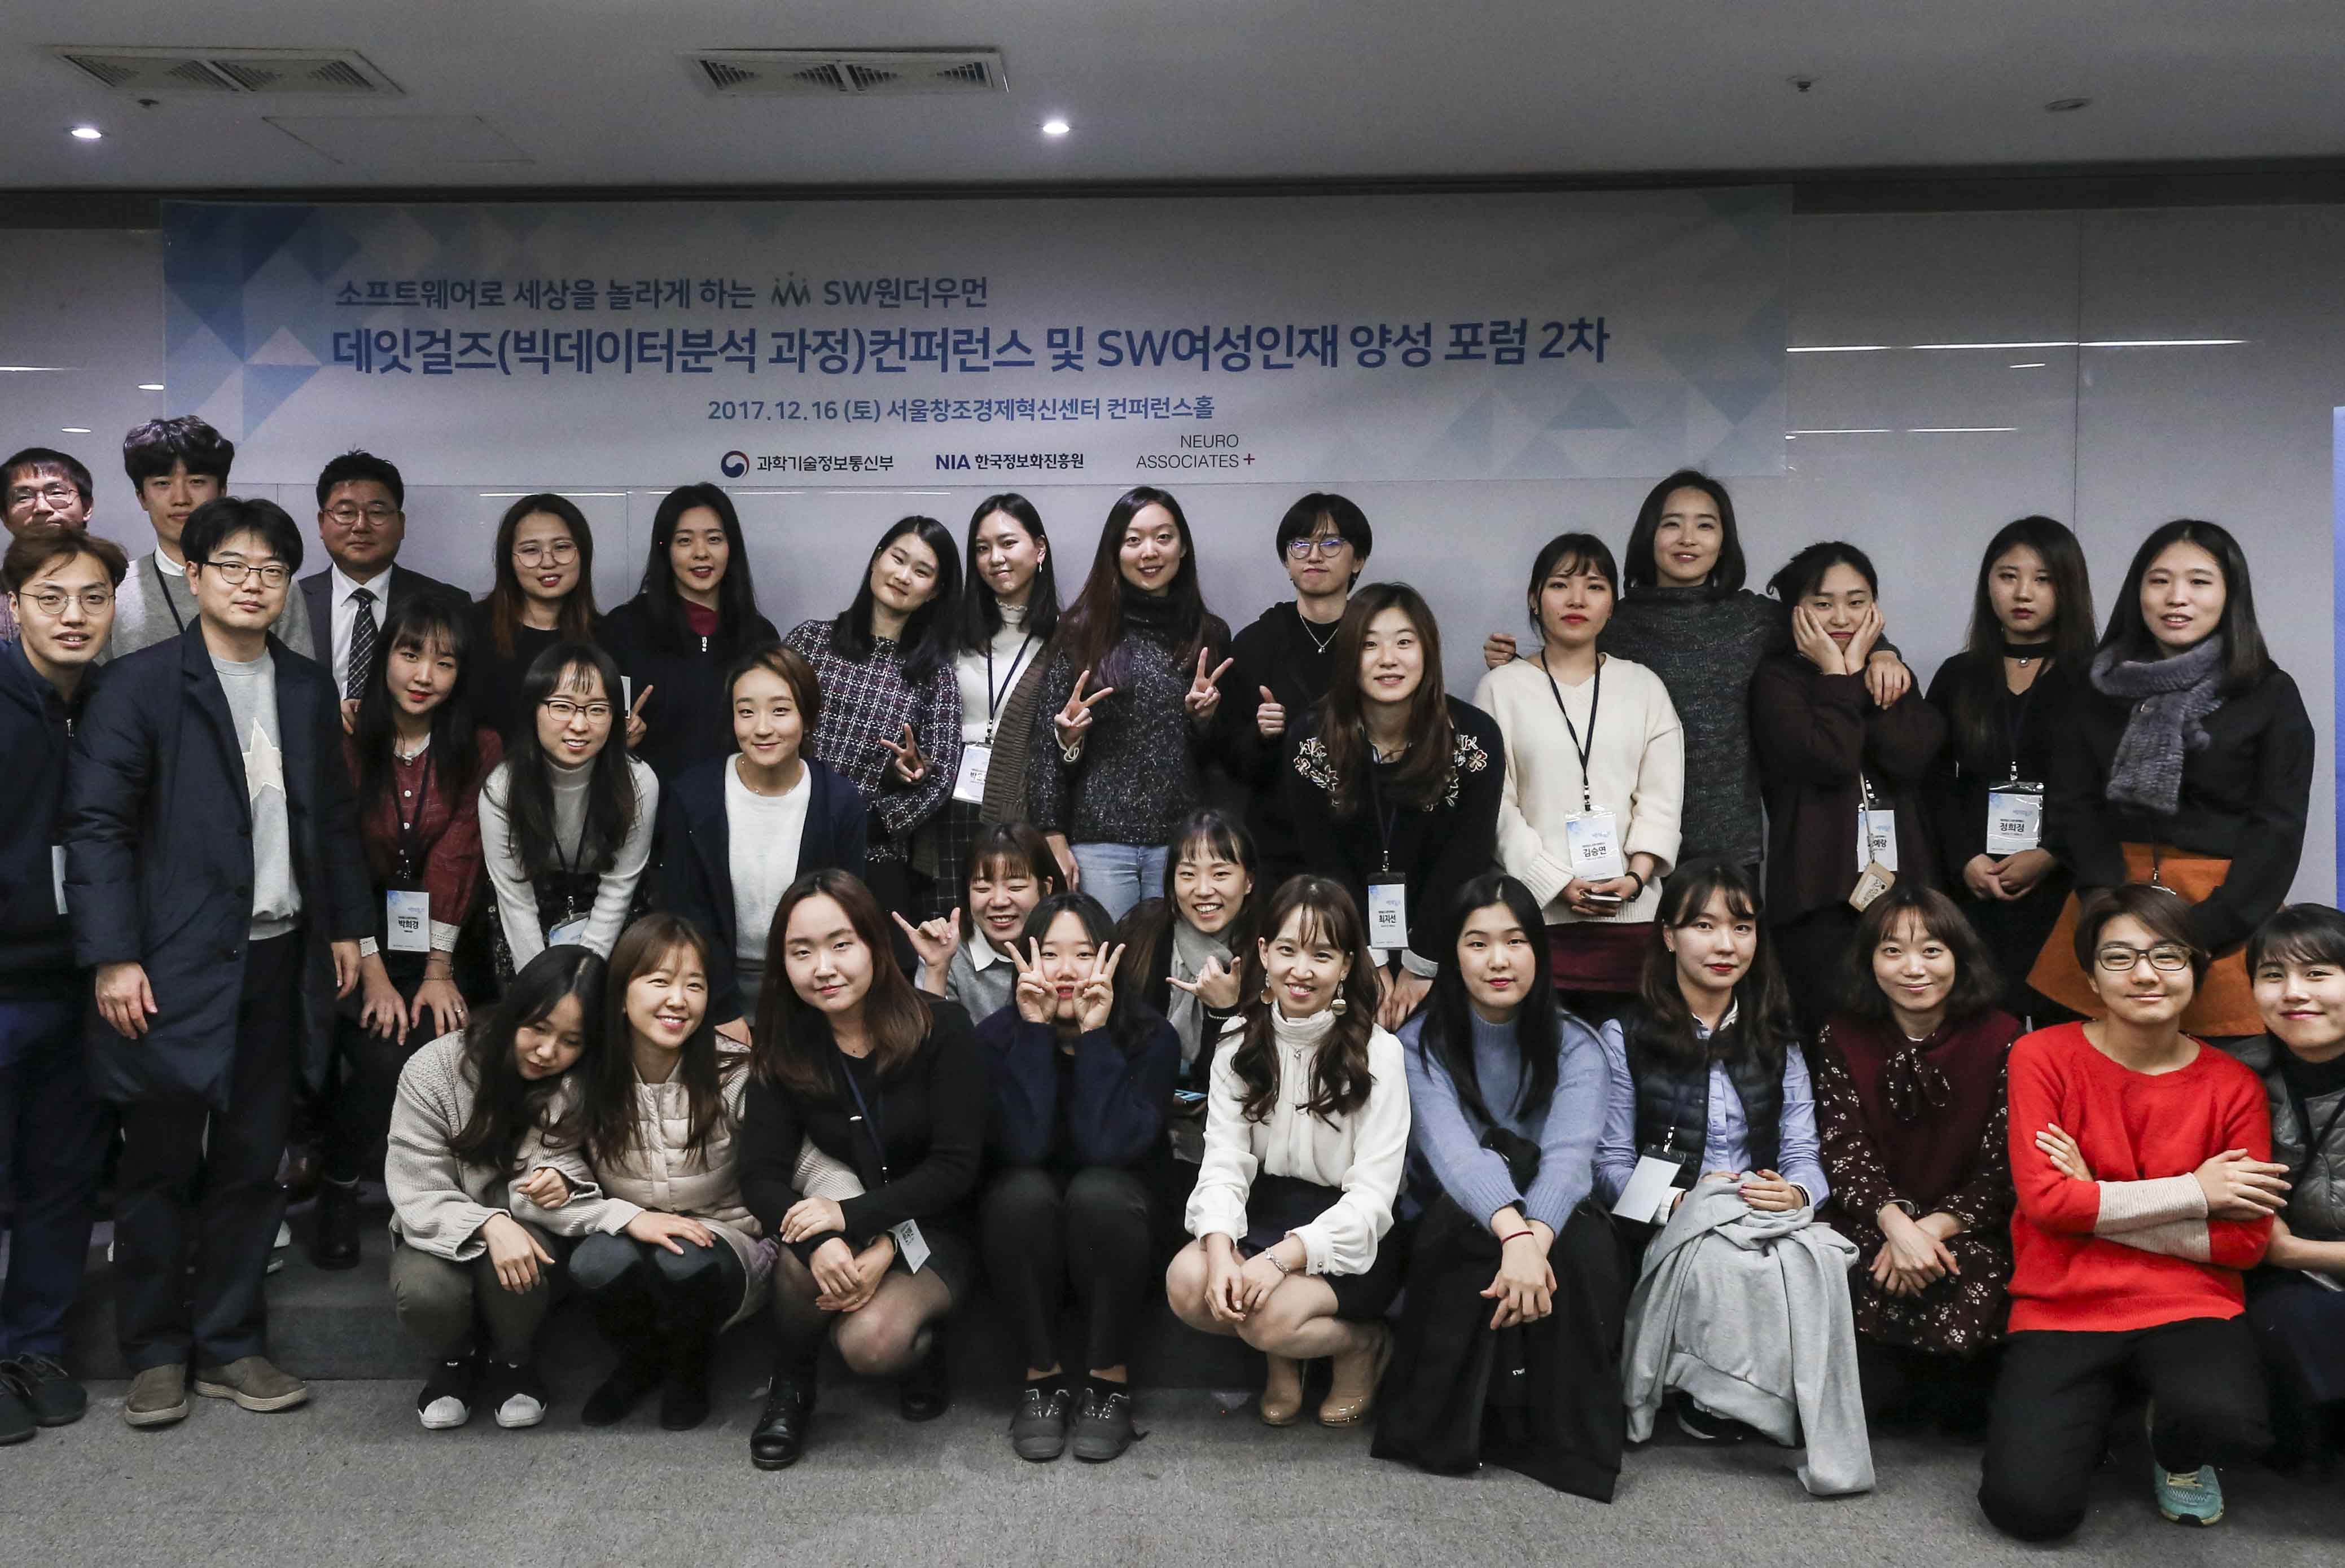 소프트웨어로 세상을 놀라게 하는 SW원더우먼
데잇걸즈(빅데이터분석 과정)컨퍼런스 및 SW여성인재 양성 포럼 2차
2017.12.16 (토) 서울창조경제혁신센터 컨퍼런스홀
과학기술정보통신부 NIA 한국정보화진흥원 NEURO
ASSOCIATES +
박희경
최지선
김승연
예랑
정희정